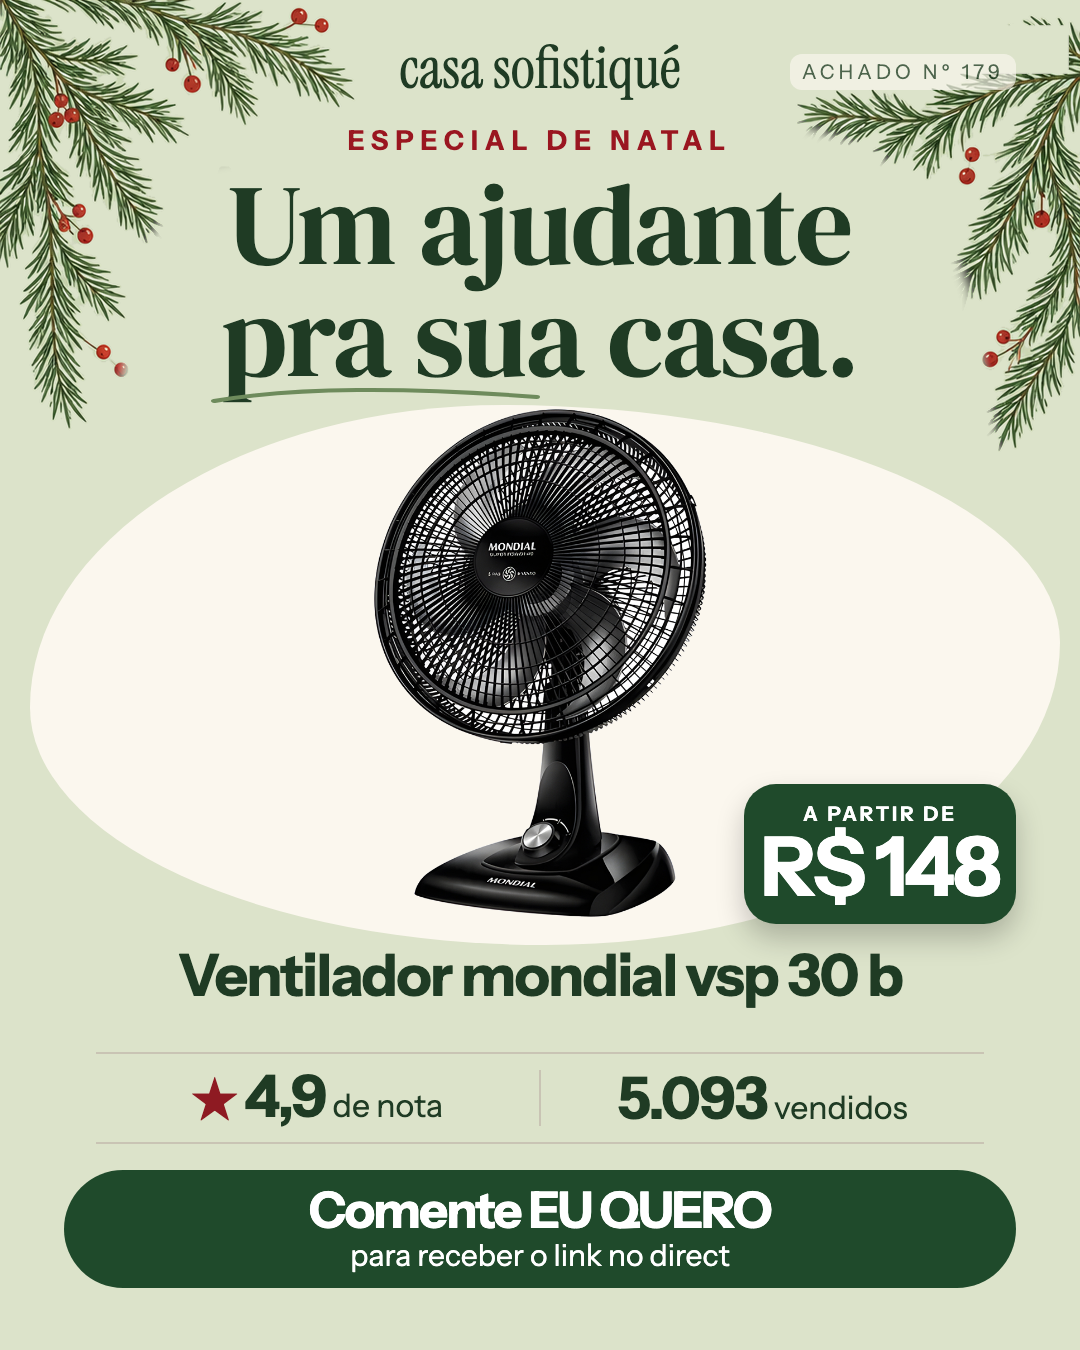 casa sofistiqué
ACHADO Nº 179
ESPECIAL DE NATAL
Um ajudante
pra sua casa.
MONDIAL
MONDIAL
A PARTIR DE
R$ 148
Ventilador mondial vsp 30 b
★ 4,9 de nota
5.093 vendidos
Comente EU QUERO
para receber o link no direct